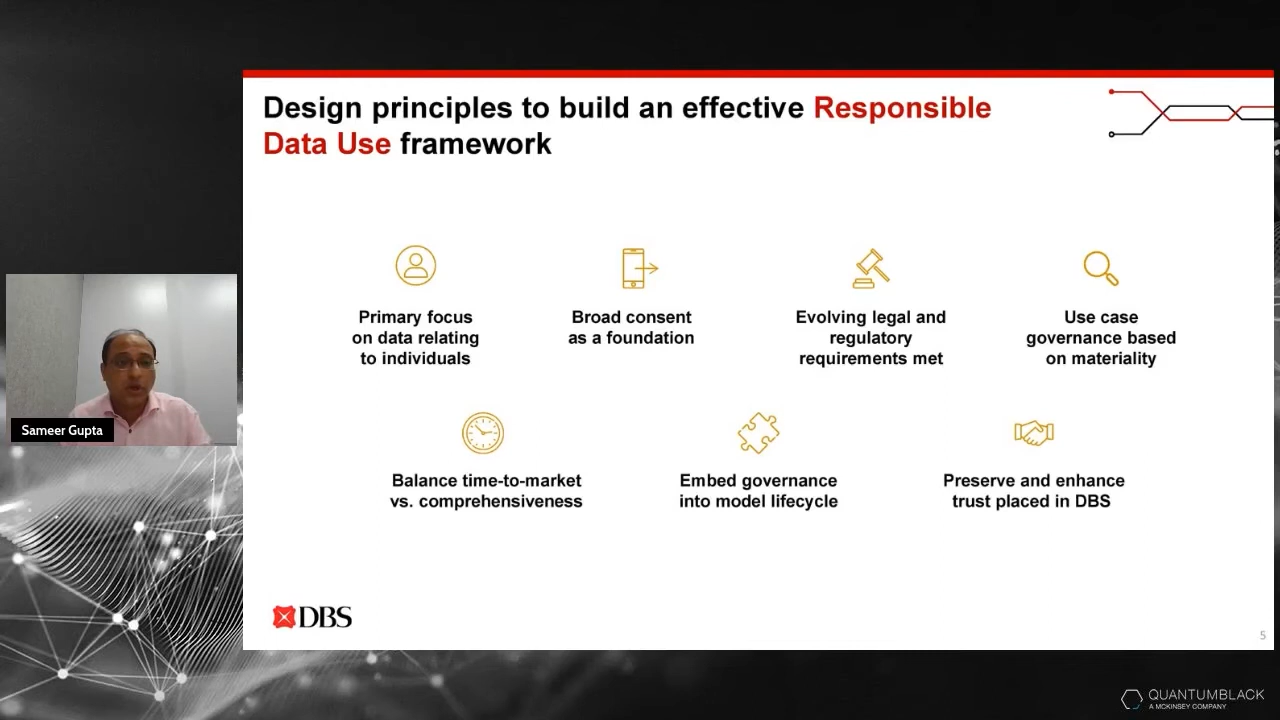 Design principles to build an effective Responsible
Data Use framework
Primary focus
on data relating
to individuals
Broad consent
as a foundation
Evolving legal and
regulatory
requirements met
Use case
governance based
on materiality
Sameer Gupta
Balance time-to-market
vs. comprehensiveness
Embed governance
into model lifecycle
Preserve and enhance
trust placed in DBS
DBS
5
QUANTUMBLACK
A MCKINSEY COMPANY